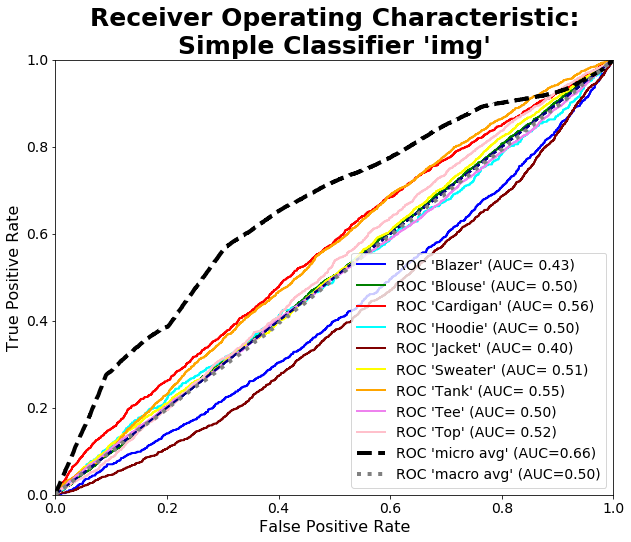 Receiver Operating Characteristic:
Simple Classifier 'img'
1.0
0.8
0.6
0.4
0.2
0.0
True Positive Rate
ROC 'Blazer' (AUC= 0.43)
ROC 'Blouse' (AUC= 0.50)
ROC 'Cardigan' (AUC= 0.56)
ROC 'Hoodie' (AUC= 0.50)
ROC 'Jacket' (AUC= 0.40)
ROC 'Sweater' (AUC= 0.51)
ROC 'Tank' (AUC= 0.55)
ROC 'Tee' (AUC= 0.50)
ROC 'Top' (AUC= 0.52)
ROC 'micro avg' (AUC=0.66)
ROC 'macro avg' (AUC=0.50)
0.0 0.2 0.4 0.6 0.8 1.0
False Positive Rate